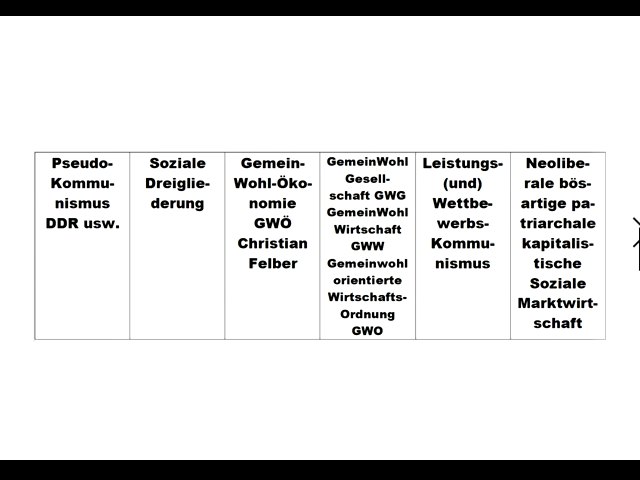 Pseudo-
Kommu-
nismus
DDR usw.
Soziale
Dreiglie-
derung
Gemein-
Wohl-Öko-
nomie
GWÖ
Christian
Felber
GemeinWohl
Gesell-
schaft GWG
GemeinWohl
Wirtschaft
GWW
Gemeinwohl
orientierte
Wirtschafts-
Ordnung
GWO
Leistungs-
(und)
Wettbe-
werbs-
Kommu-
nismus
Neolibe-
rale bös-
artige pa-
triarchale
kapitalis-
tische
Soziale
Marktwirt-
schaft